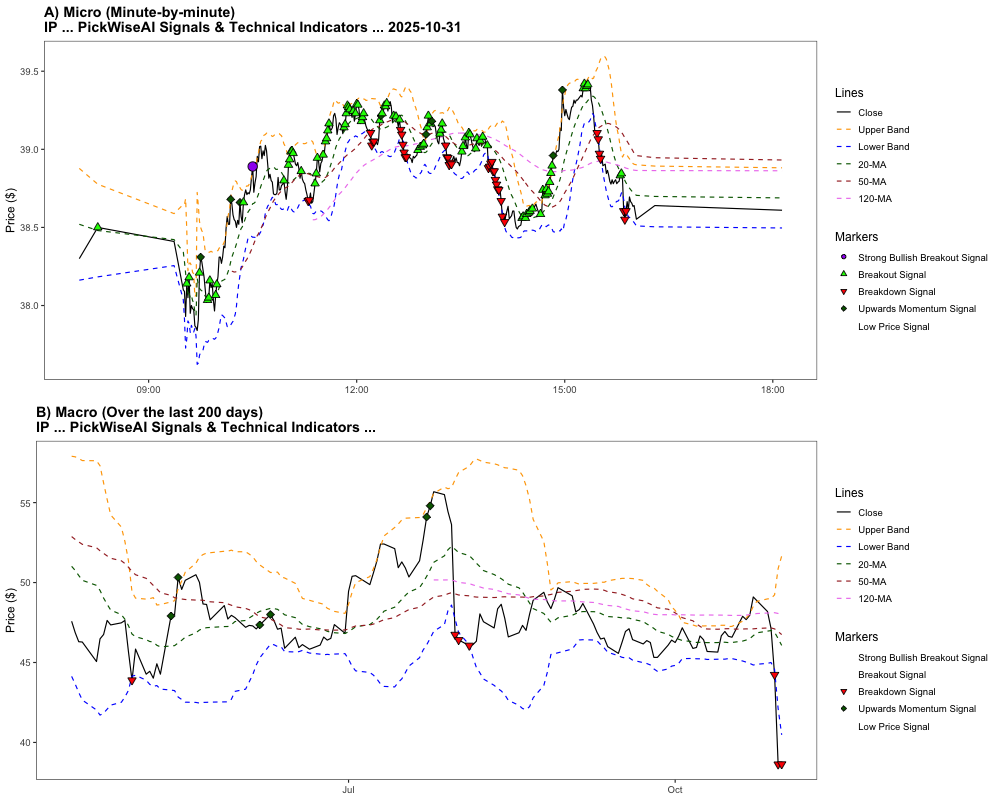 A) Micro (Minute-by-minute)
IP ... PickWiseAI Signals & Technical Indicators ... 2025-10-31
Price ($)
39.5
39.0
38.5
38.0
09:00
12:00
15:00
18:00
Lines
Close
Upper Band
Lower Band
20-MA
50-MA
120-MA
Markers
Strong Bullish Breakout Signal
Breakout Signal
Breakdown Signal
Upwards Momentum Signal
Low Price Signal
B) Macro (Over the last 200 days)
IP ... PickWiseAI Signals & Technical Indicators ...
Price ($)
55
50
45
40
Jul
Oct
Lines
Close
Upper Band
Lower Band
20-MA
50-MA
120-MA
Markers
Strong Bullish Breakout Signal
Breakout Signal
Breakdown Signal
Upwards Momentum Signal
Low Price Signal